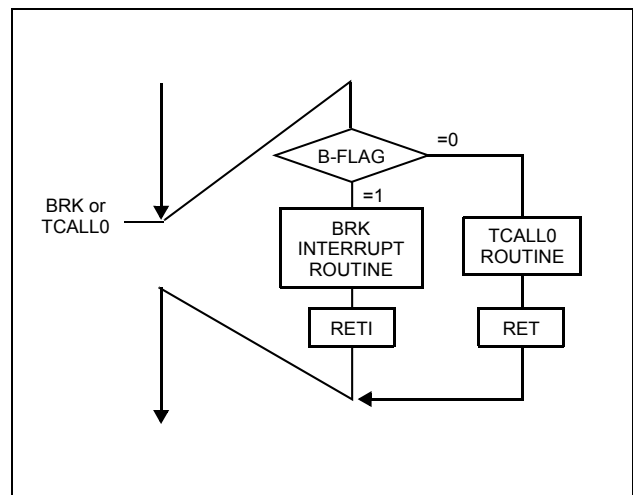 =0
B-FLAG
=1
BRK or
TCALL0
BRK
INTERRUPT
ROUTINE
TCALL0
ROUTINE
RETI
RET